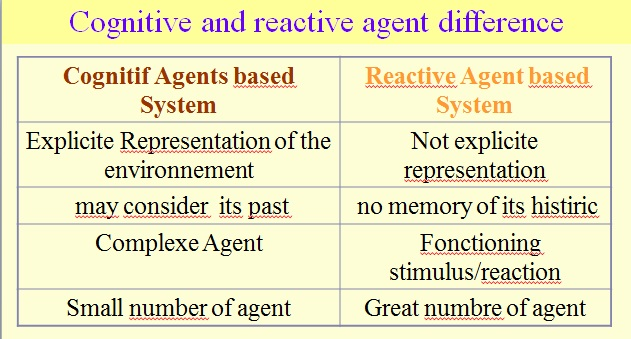 Cognitive and reactive agent difference
Cognitif Agents based
System
Reactive Agent based
System
Explicite Representation of the
environnement
Not explicite
representation
may consider its past
no memory of its histiric
Complexe Agent
Fonctioning
stimulus/reaction
Small number of agent
Great numbre of agent